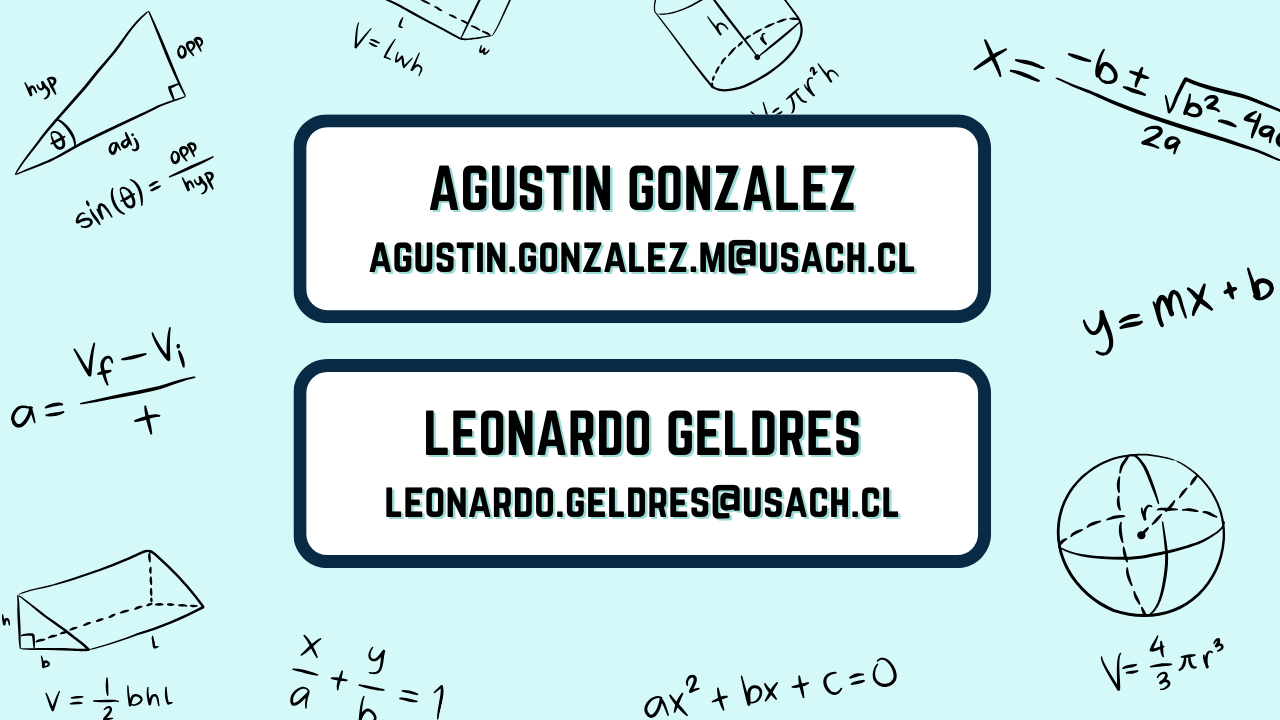 hyp
opp
θ
adj
sin(θ) = opp/hyp
l
w
V = lwh
h
r
V = πr²h
x = -b ± √b² - 4ac
2a
AGUSTIN GONZALEZ
AGUSTIN.GONZALEZ.M@USACH.CL
y = mx + b
a = Vf - Vi
t
LEONARDO GELDRES
LEONARDO.GELDRES@USACH.CL
r
V = 4/3 πr³
h
b
l
V = 1/2 bhl
x/a + y/b = 1
ax² + bx + c = 0